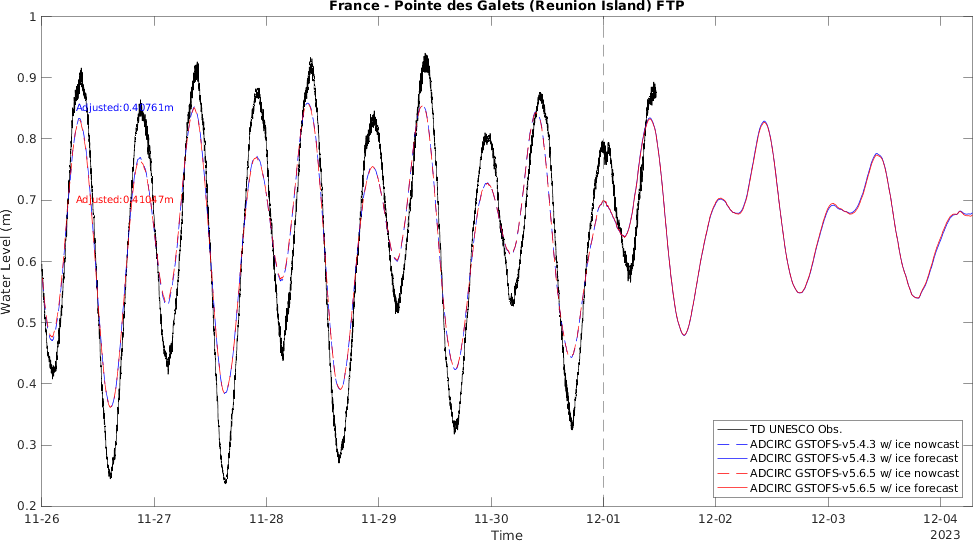 France - Pointe des Galets (Reunion Island) FTP
1
0.9
0.8
0.7
0.6
0.5
0.4
0.3
0.2
Water Level (m)
Adjusted:0.40761m
Adjusted:0.41047m
TD UNESCO Obs.
ADCIRC GSTOFS-v5.4.3 w/ ice nowcast
ADCIRC GSTOFS-v5.4.3 w/ ice forecast
ADCIRC GSTOFS-v5.6.5 w/ ice nowcast
ADCIRC GSTOFS-v5.6.5 w/ ice forecast
11-26 11-27 11-28 11-29 11-30 12-01 12-02 12-03 12-04
Time
2023